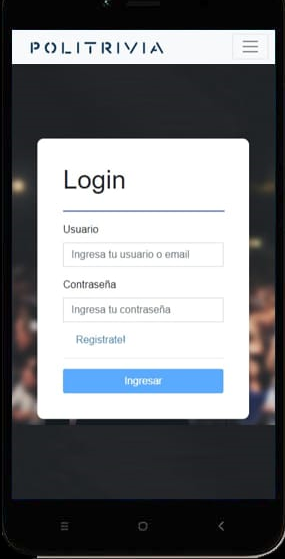 POLITRIVIA
Login
Usuario
Ingresa tu usuario o email
Contraseña
Ingresa tu contraseña
Registrate!
Ingresar